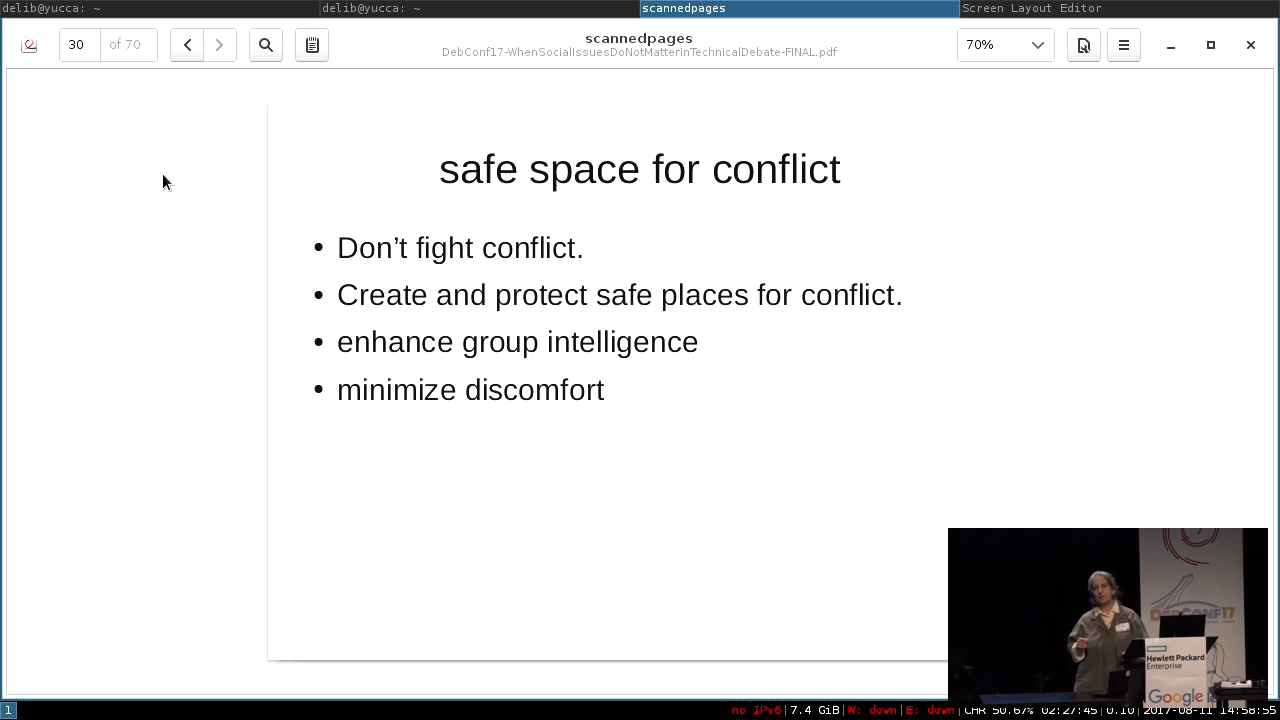 delib@yucca: ~
delib@yucca: ~
scannedpages
Screen Layout Editor
30
of 70
scannedpages
DebConf17-WhenSocialIssuesDoNotMatterinTechnicalDebate-FINAL.pdf
70%
safe space for conflict
• Don’t fight conflict.
• Create and protect safe places for conflict.
• enhance group intelligence
• minimize discomfort
DEBCONF17
Hewlett Packard
Enterprise
Google
1
no IPv6|7.4 GiB|W: down|E: down|CHR 50.67% 02:27:45|0.10|2017-08-11 14:58:55